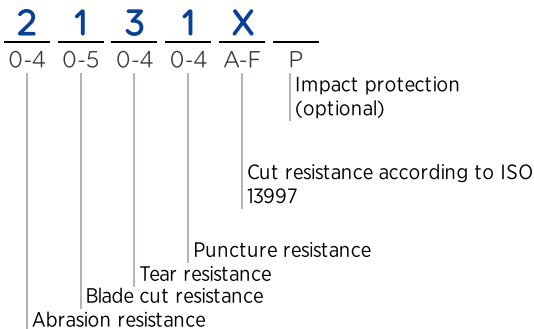 2 1 3 1 X
0-4 0-5 0-4 0-4 A-F P
Impact protection
(optional)
Cut resistance according to ISO
13997
Puncture resistance
Tear resistance
Blade cut resistance
Abrasion resistance